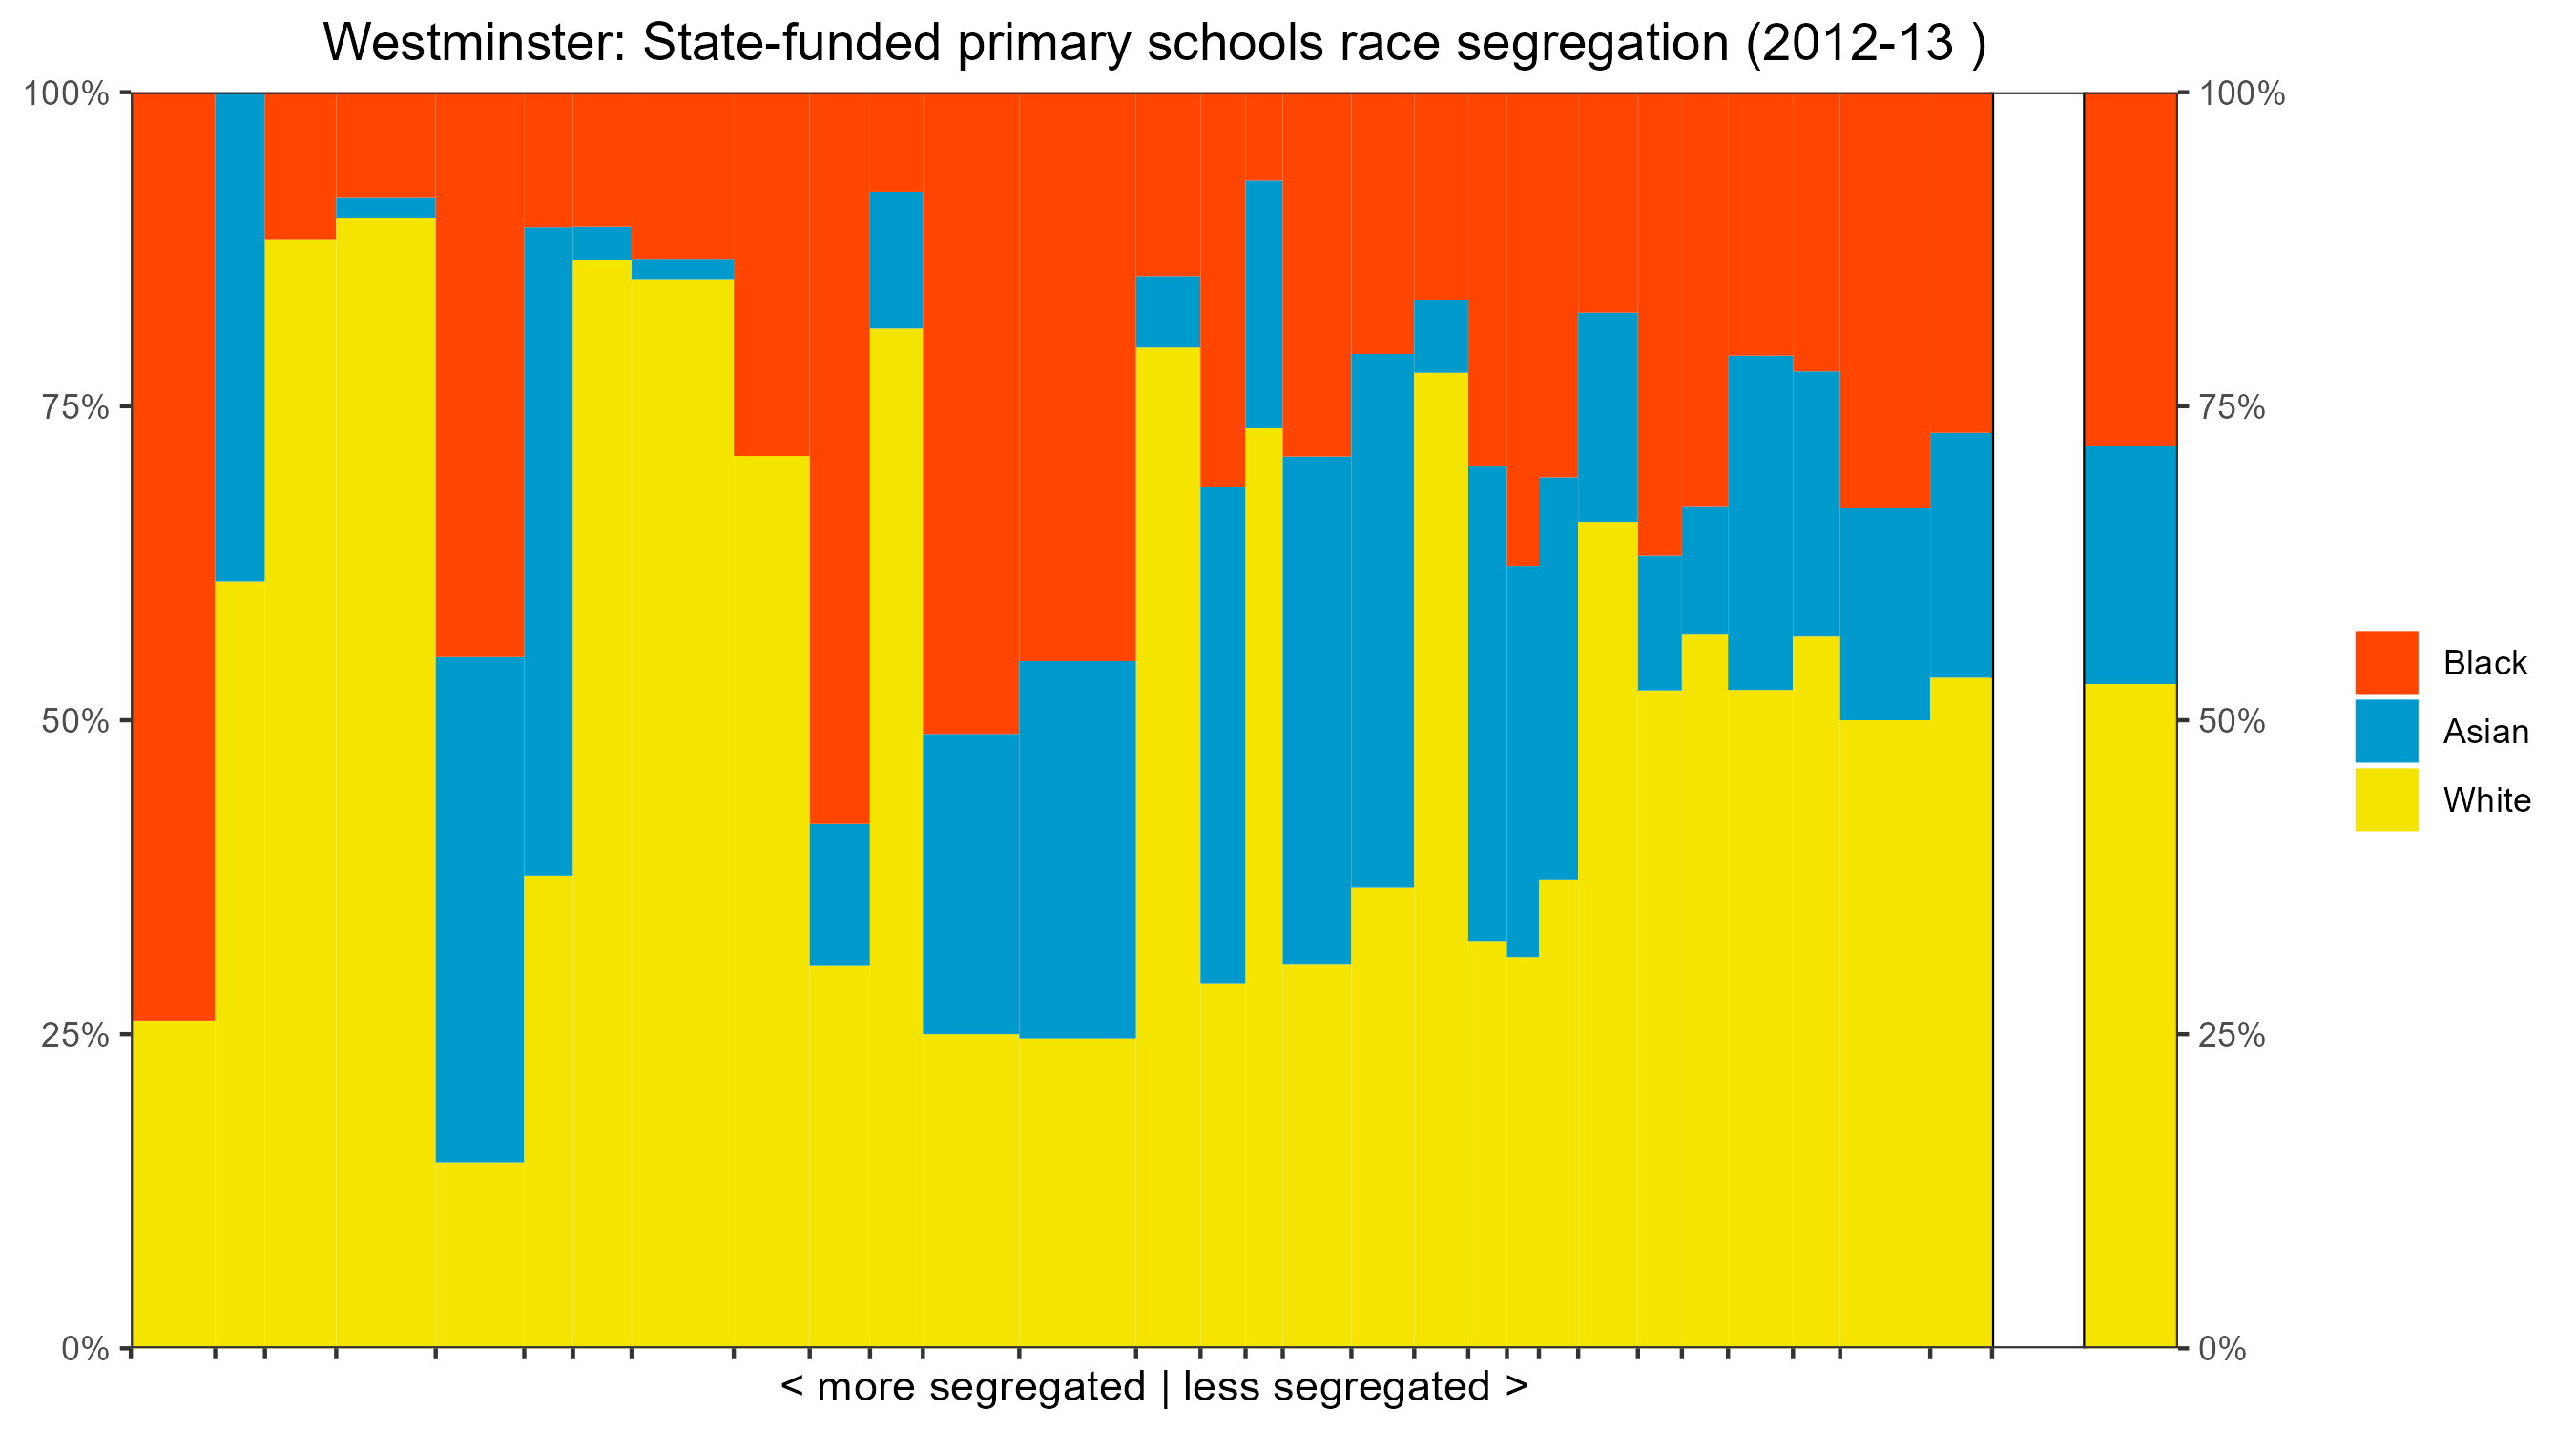 Westminster: State-funded primary schools race segregation (2012-13 )
100%
100%
75%
75%
50%
50%
25%
25%
0%
0%
Black
Asian
White
< more segregated | less segregated >